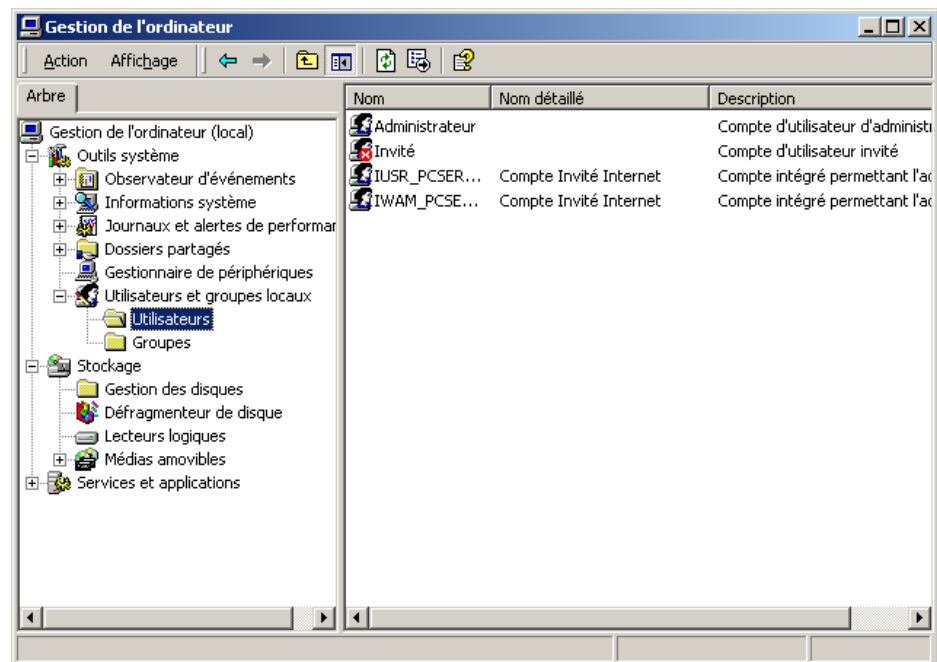 Gestion de l'ordinateur
Action Affichage
Arbre
Gestion de l'ordinateur (local)
Outils système
Observateur d'événements
Informations système
Journaux et alertes de performar
Dossiers partagés
Gestionnaire de périphériques
Utilisateurs et groupes locaux
Utilisateurs
Groupes
Stockage
Gestion des disques
Défragmenteur de disque
Lecteurs logiques
Médias amovibles
Services et applications
Nom Nom détaillé Description
Administrateur Compte d'utilisateur d'administr
Invité Compte d'utilisateur invité
IUSR_PCSER... Compte Invité Internet Compte intégré permettant l'ac
IWAM_PCSE... Compte Invité Internet Compte intégré permettant l'ac